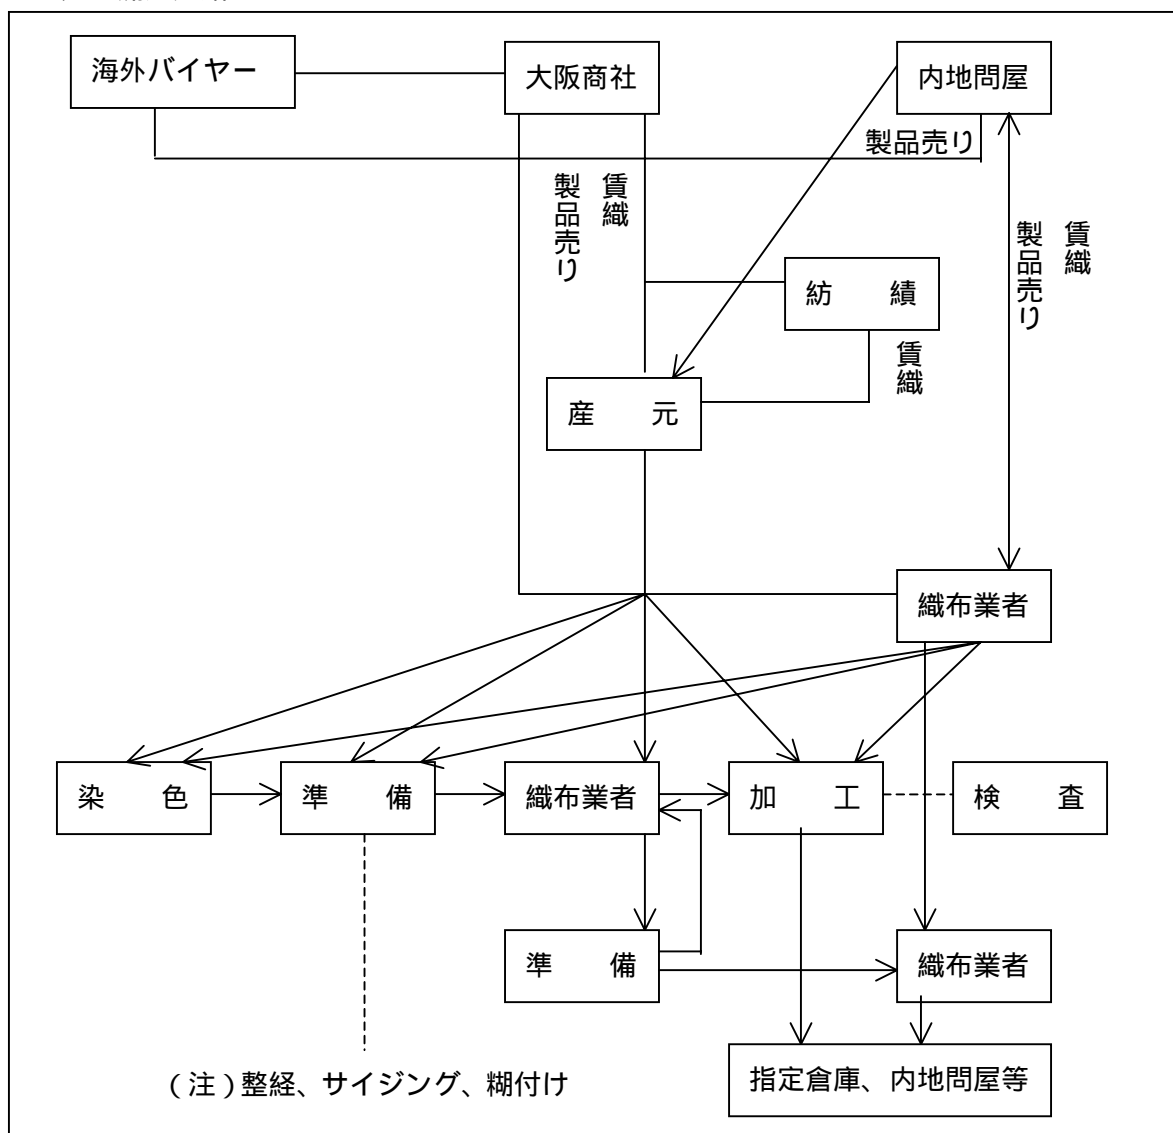 海外バイヤー
大阪商社
内地問屋
製品売り
製品売り
賃織
製品売り
賃織
紡　　績
賃織
産　　元
織布業者
染　　色
準　　備
織布業者
加　　工
検　　査
準　　備
織布業者
（注）整経、サイジング、糊付け
指定倉庫、内地問屋等